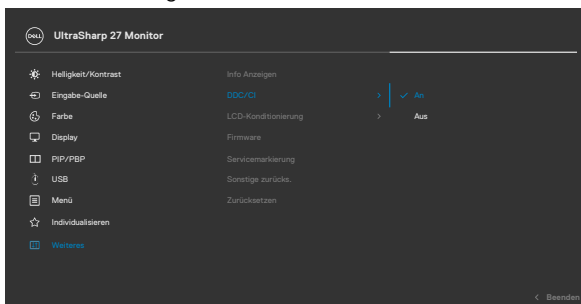 DELL UltraSharp 27 Monitor
Helligkeit/Kontrast
Eingabe-Quelle
Farbe
Display
PIP/PBP
USB
Menü
Individualisieren
Weiteres
Info Anzeigen
DDC/CI
LCD-Konditionierung
Firmware
Servicemarkierung
Sonstige zurücks.
Zurücksetzen
An
Aus
Beenden